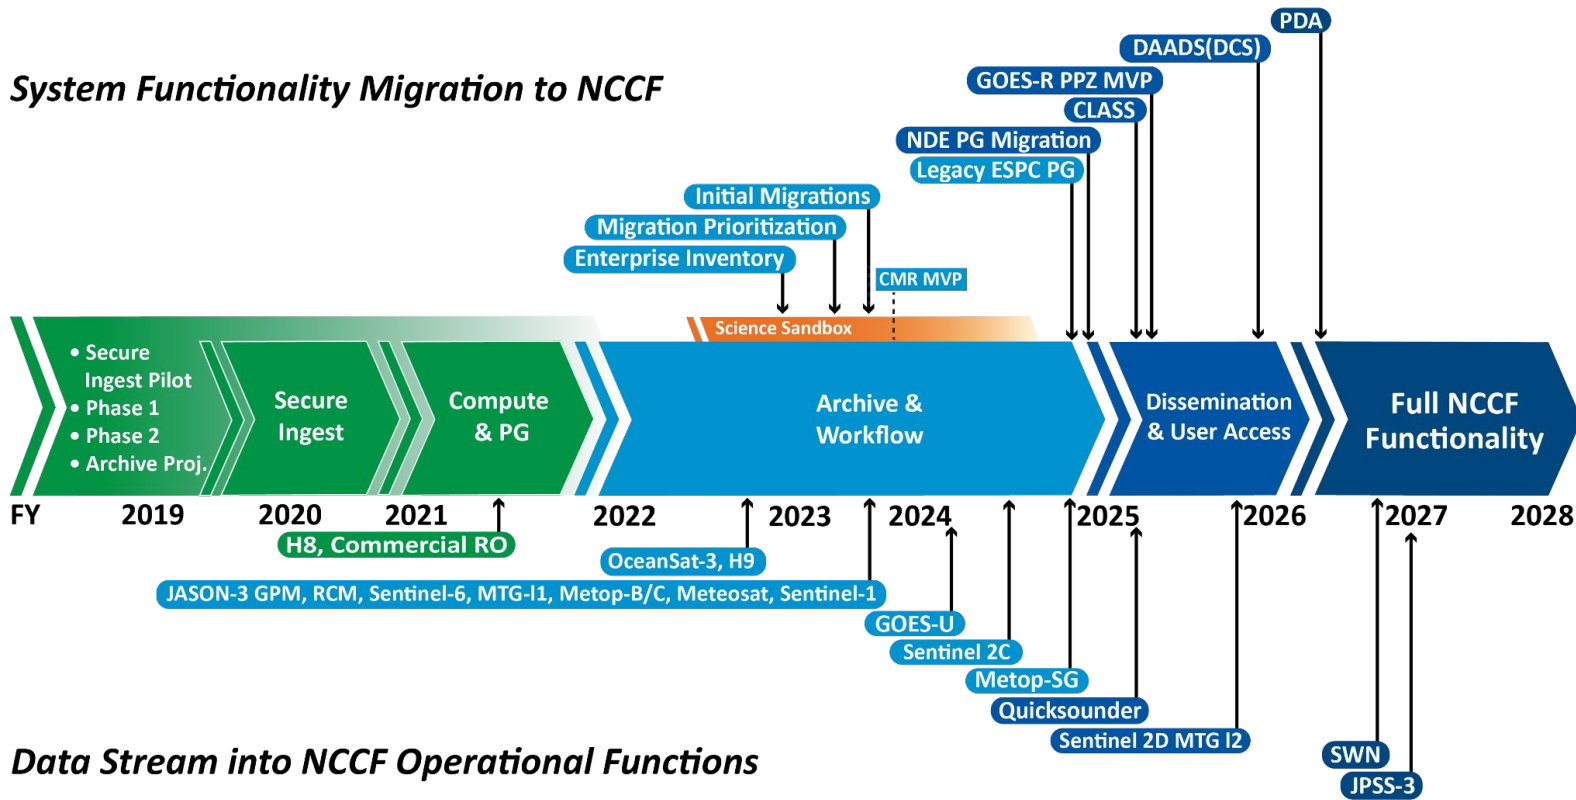 PDA
DAADS(DCS)
System Functionality Migration to NCCF
GOES-R PPZ MVP
CLASS
NDE PG Migration
Legacy ESPC PG
Initial Migrations
Migration Prioritization
Enterprise Inventory
CMR MVP
Science Sandbox
• Secure
Ingest Pilot
• Phase 1
• Phase 2
• Archive Proj.
Secure
Ingest
Compute
& PG
Archive &
Workflow
Dissemination
& User Access
Full NCCF
Functionality
FY 2019 2020 2021 2022 2023 2024 2025 2026 2027 2028
H8, Commercial RO
OceanSat-3, H9
JASON-3 GPM, RCM, Sentinel-6, MTG-l1, Metop-B/C, Meteosat, Sentinel-1
GOES-U
Sentinel 2C
Metop-SG
Quicksounder
Sentinel 2D MTG l2
SWN
JPSS-3
Data Stream into NCCF Operational Functions